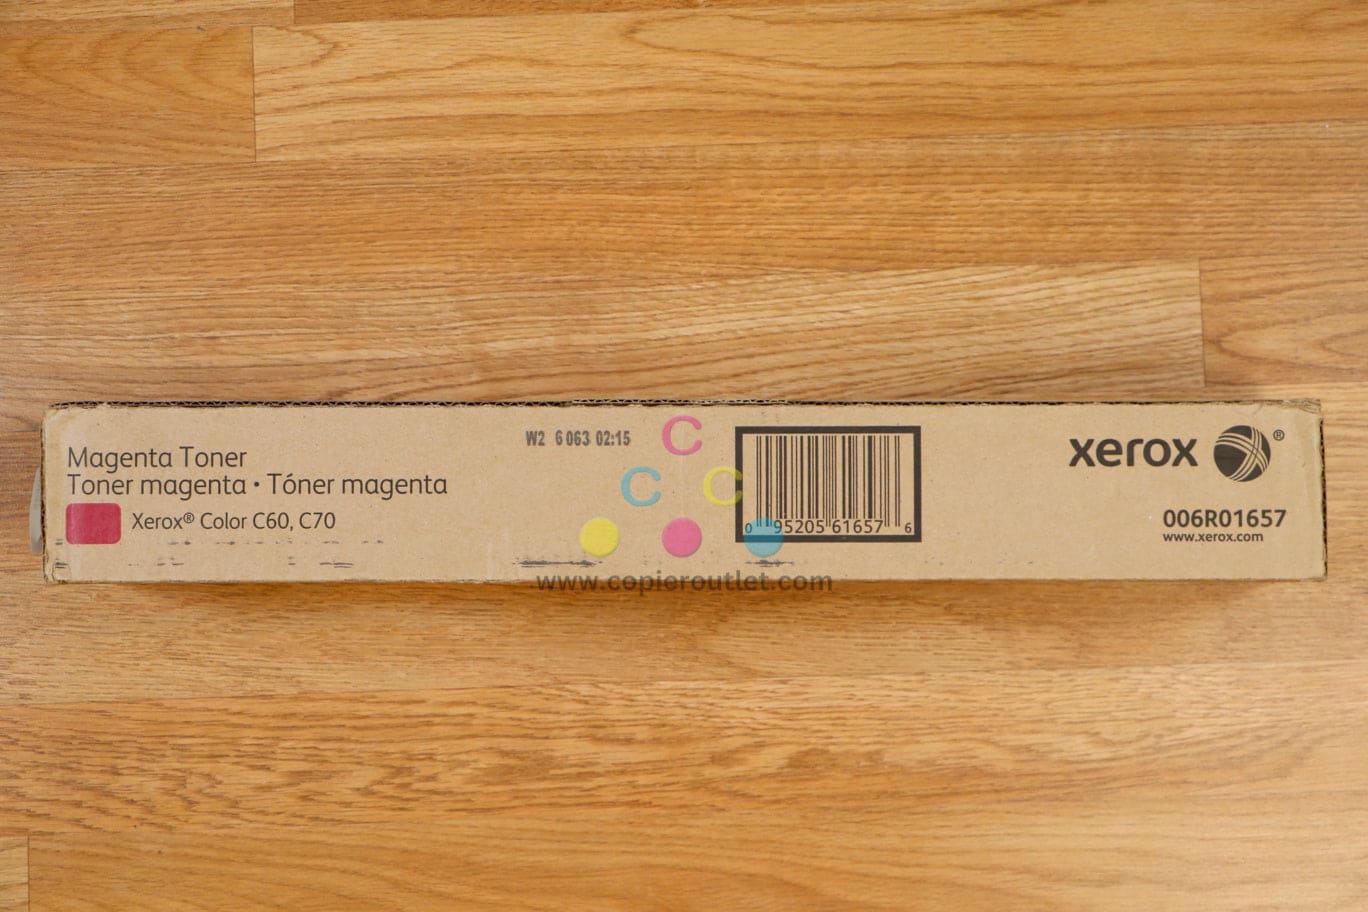 Magenta Toner
Toner magenta • Tóner magenta
Xerox® Color C60, C70
W2 6 063 02:15
C
C C
0 95205 61657 6
www.copieroutlet.com
xerox ®
006R01657
www.xerox.com